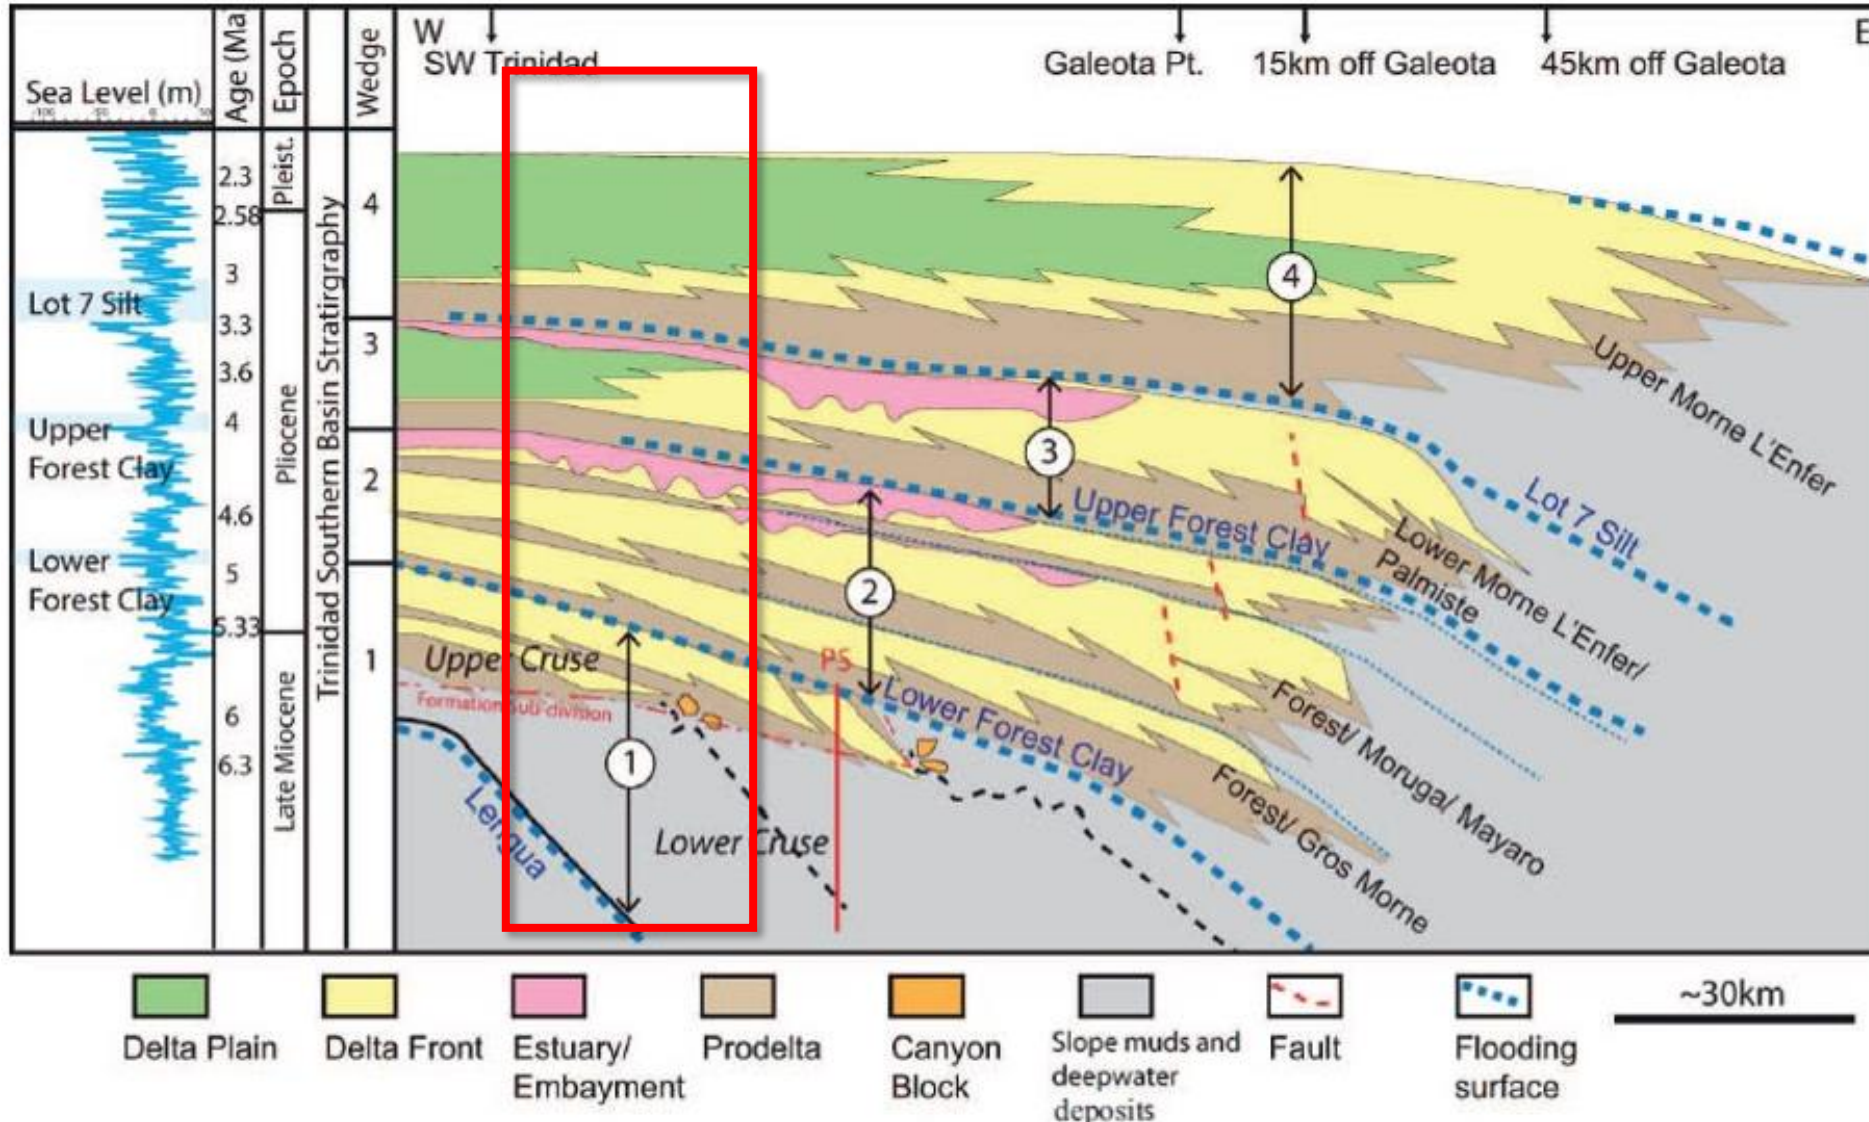 W
E
SW Trinidad
Galeota Pt.
15km off Galeota
45km off Galeota
Sea Level (m)
-100 -50 0 50
Age (Ma
Epoch
Wedge
Trinidad Southern Basin Stratirgraphy
Pleist.
Pliocene
Late Miocene
2.3
2.58
3
3.3
3.6
4
4.6
5
5.33
6
6.3
Lot 7 Silt
Upper
Forest Clay
Lower
Forest Clay
4
3
2
1
4
3
2
1
Upper Morne L'Enfer
Lot 7 Silt
Upper Forest Clay
Lower Morne L'Enfer/
Palmiste
Forest/ Moruga/ Mayaro
Lower Forest Clay
Forest/ Gros Morne
Upper Cruse
Formation Sub-division
PS
Lower Cruse
Lengua
Delta Plain
Delta Front
Estuary/
Embayment
Prodelta
Canyon
Block
Slope muds and
deepwater
deposits
Fault
Flooding
surface
~30km